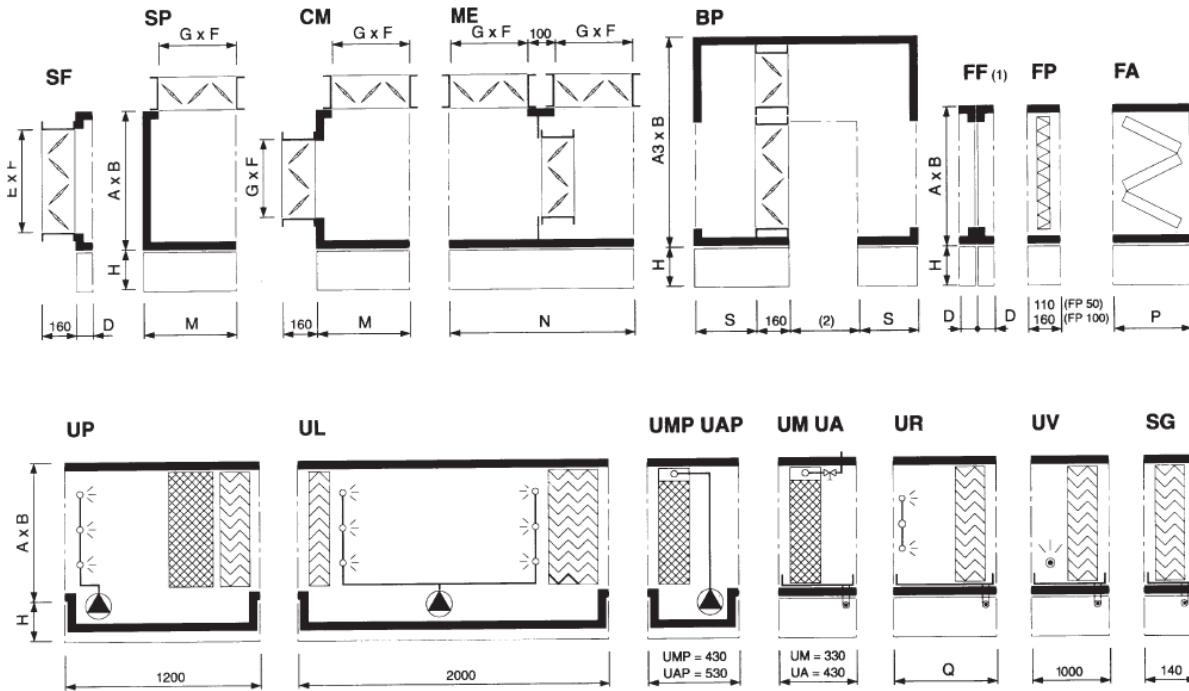 SP
CM
ME
BP
G x F
G x F
G x F
100
G x F
SF
FF (1)
FP
FA
E x F
A x B
G x F
A3 x B
A x B
H
H
H
160
D
M
160
M
N
S
160
(2)
S
D
D
110 (FP 50)
160 (FP 100)
P
UP
UL
UMP UAP
UM UA
UR
UV
SG
A x B
H
1200
2000
UMP = 430
UAP = 530
UM = 330
UA = 430
Q
1000
140